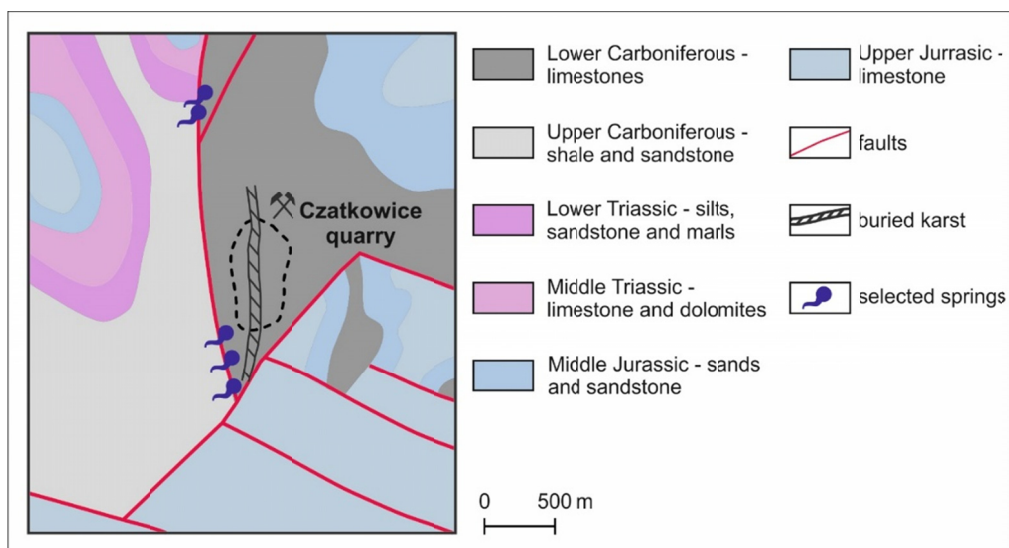 Czatkowice
quarry
Lower Carboniferous -
limestones
Upper Carboniferous -
shale and sandstone
Lower Triassic - silts,
sandstone and marls
Middle Triassic -
limestone and dolomites
Middle Jurassic - sands
and sandstone
Upper Jurrasic -
limestone
faults
buried karst
selected springs
0 500 m